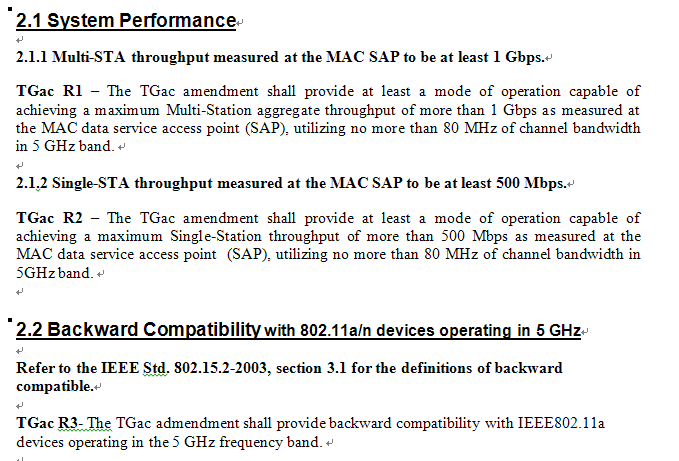 2.1 System Performance
2.1.1 Multi-STA throughput measured at the MAC SAP to be at least 1 Gbps.
TGac R1 – The TGac amendment shall provide at least a mode of operation capable of
achieving a maximum Multi-Station aggregate throughput of more than 1 Gbps as measured at
the MAC data service access point (SAP), utilizing no more than 80 MHz of channel bandwidth
in 5 GHz band.
2.1.2 Single-STA throughput measured at the MAC SAP to be at least 500 Mbps.
TGac R2 – The TGac amendment shall provide at least a mode of operation capable of
achieving a maximum Single-Station throughput of more than 500 Mbps as measured at the
MAC data service access point (SAP), utilizing no more than 80 MHz of channel bandwidth in
5GHz band.
2.2 Backward Compatibility with 802.11a/n devices operating in 5 GHz
Refer to the IEEE Std. 802.15.2-2003, section 3.1 for the definitions of backward
compatible.
TGac R3- The TGac admendment shall provide backward compatibility with IEEE802.11a
devices operating in the 5 GHz frequency band.